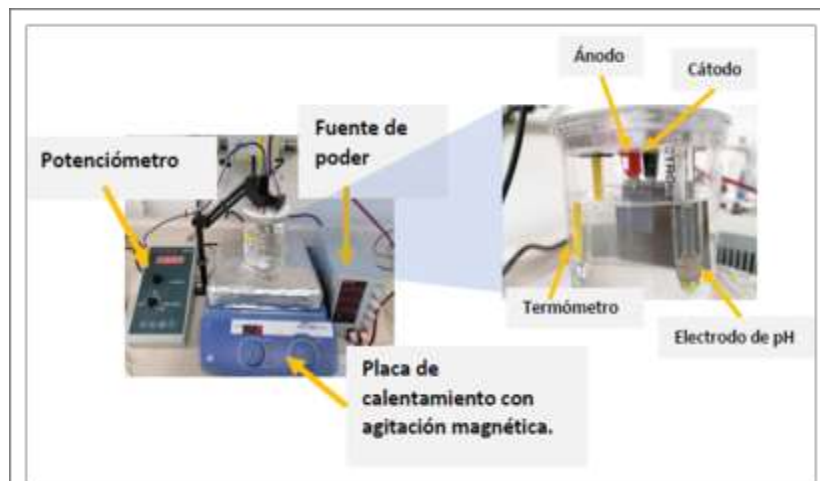 Ánodo
Cátodo
Fuente de
poder
Potenciómetro
Termómetro
Electrodo de pH
Placa de
calentamiento con
agitación magnética.